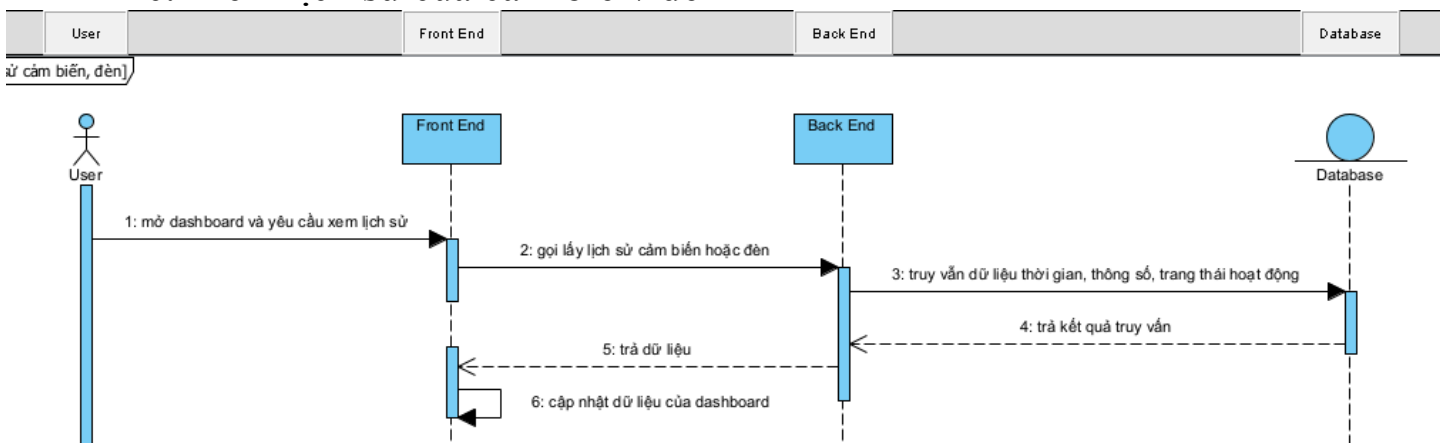 User
Front End
Back End
Database
sử cảm biến, đèn]
Front End
Back End
User
Database
1: mở dashboard và yêu cầu xem lịch sử
2: gọi lấy lịch sử cảm biến hoặc đèn
3: truy vấn dữ liệu thời gian, thông số, trang thái hoạt động
4: trả kết quả truy vấn
5: trả dữ liệu
6: cập nhật dữ liệu của dashboard